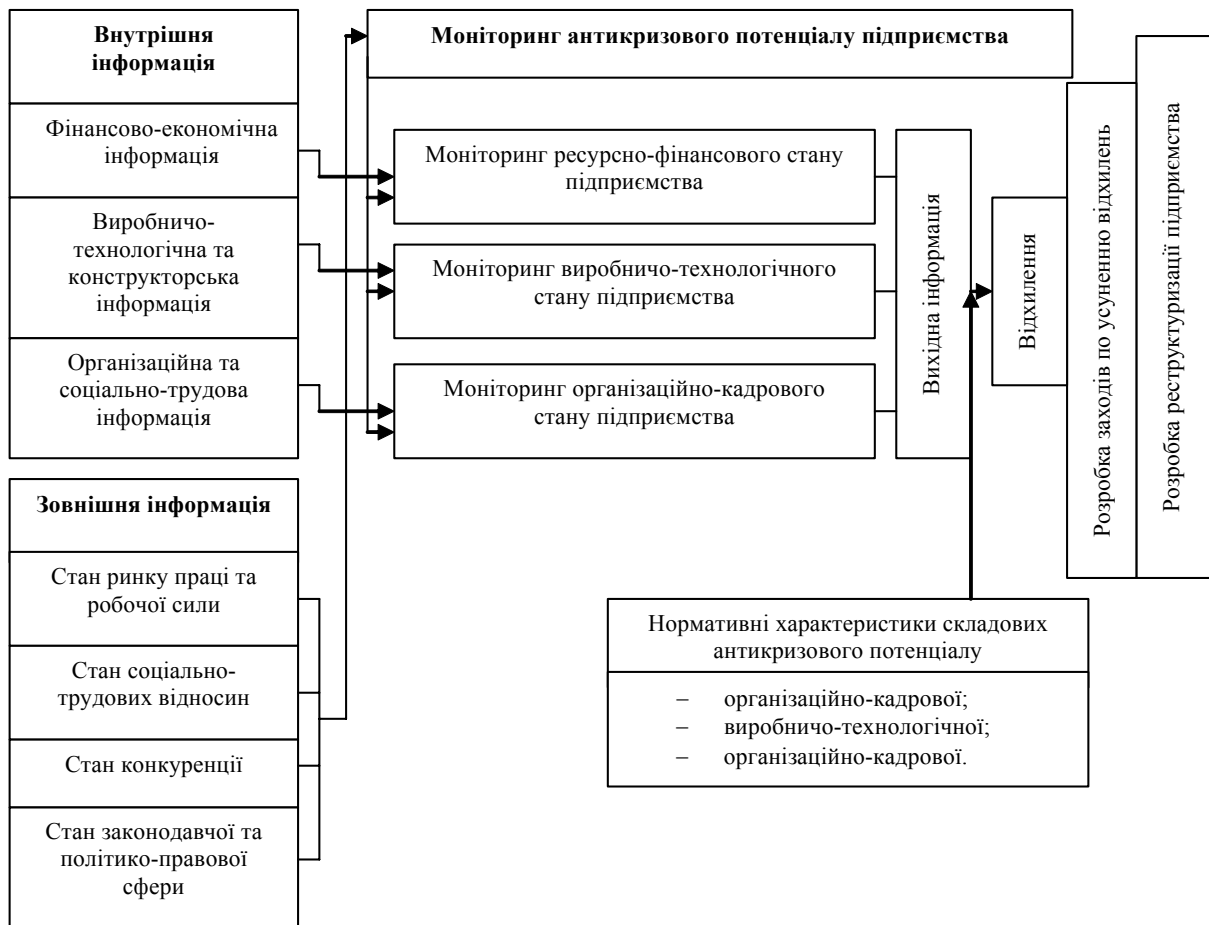 Внутрішня
інформація
Фінансово-економічна
інформація
Виробничо-
технологічна та
конструкторська
інформація
Організаційна та
соціально-трудова
інформація
Зовнішня інформація
Стан ринку праці та
робочої сили
Стан соціально-
трудових відносин
Стан конкуренції
Стан законодавчої та
політико-правової
сфери
Моніторинг антикризового потенціалу підприємства
Моніторинг ресурсно-фінансового стану
підприємства
Моніторинг виробничо-технологічного
стану підприємства
Моніторинг організаційно-кадрового
стану підприємства
Вихідна інформація
Відхилення
Розробка заходів по усуненню відхилень
Розробка реструктуризації підприємства
Нормативні характеристики складових
антикризового потенціалу
– організаційно-кадрової;
– виробничо-технологічної;
– організаційно-кадрової.